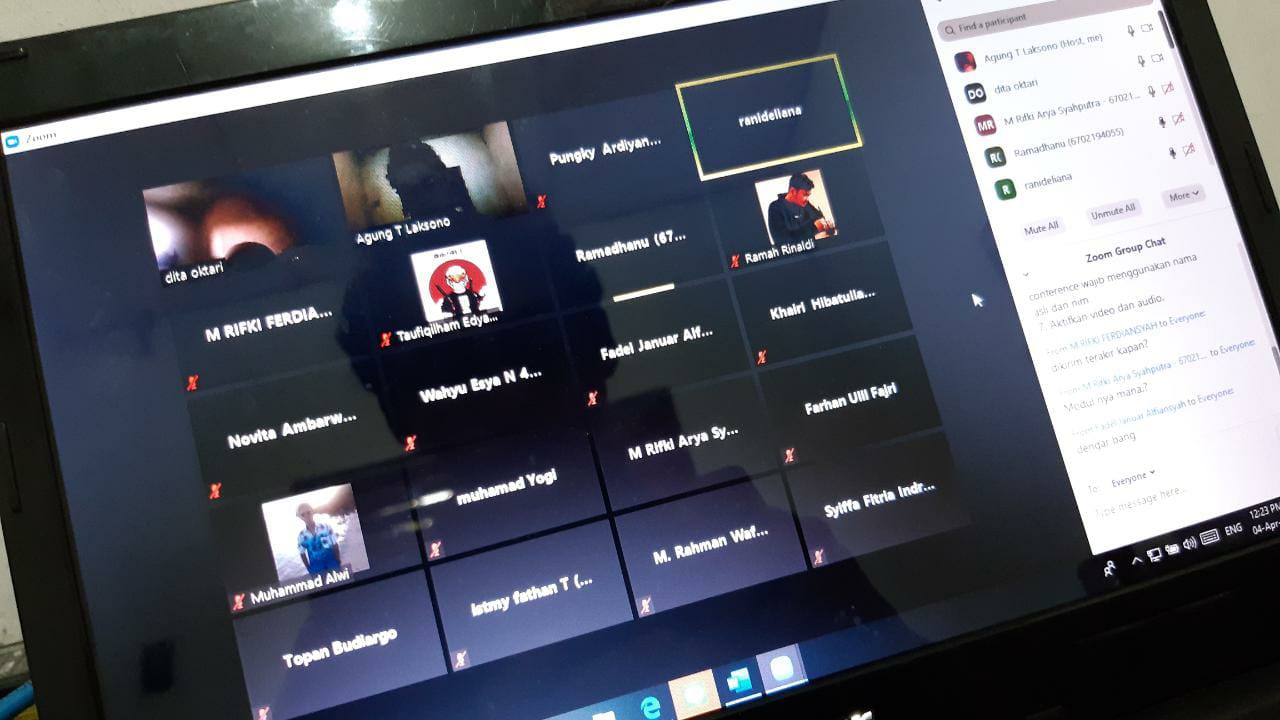 Zoom
dita oktari
Agung T Laksono
Pungky Ardiyan...
ranideliana
M RIFKI FERDIA...
Taufiqilham Edya...
Ramadhanu (67...
Ramah Rinaldi
Novita Ambarw...
Wahyu Esya N 4...
Fadel Januar Alf...
Khairi Hibatulla...
Muhammad Alwi
muhamad Yogi
M Rifki Arya Sy...
Farhan Ulil Fajri
Topan Budiargo
Istmy fathan T (...
M. Rahman Waf...
Syiffa Fitria Indr...
Find a participant
Agung T Laksono (Host, me)
DO dita oktari
MR M Rifki Arya Syahputra - 67021...
R( Ramadhanu (6702194055)
R ranideliana
Mute All Unmute All More
Zoom Group Chat
conference wajib menggunakan nama
asli dan nim
7. Aktifkan video dan audio.
From M RIFKI FERDIANSYAH to Everyone:
dikirim terakir kapan?
From M Rifki Arya Syahputra - 67021... to Everyone:
Modul nya mana.?
From Fadel Januar Alfiansyah to Everyone:
dengar bang
To: Everyone
Type message here...
ENG
12:23 PM
04-Apr